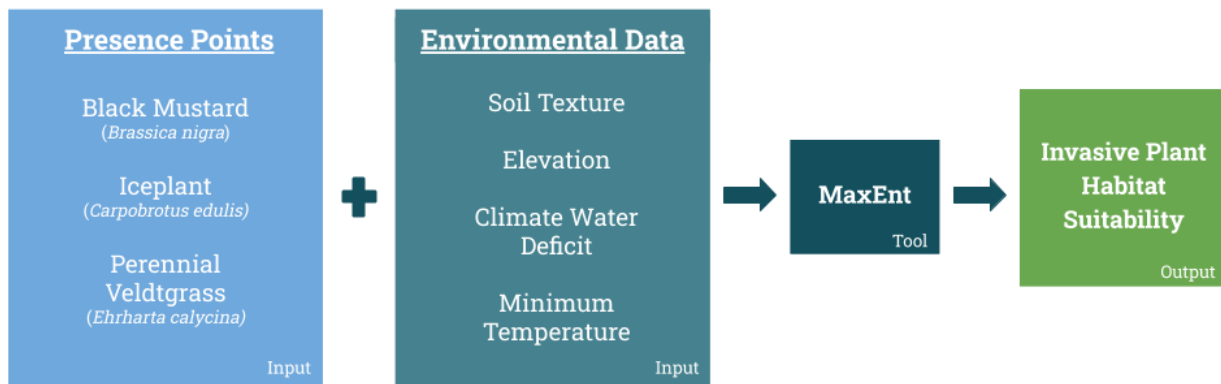 Presence Points
Black Mustard
(Brassica nigra)
Iceplant
(Carpobrotus edulis)
Perennial
Veldtgrass
(Ehrharta calycina)
Input
Environmental Data
Soil Texture
Elevation
Climate Water
Deficit
Minimum
Temperature
Input
MaxEnt
Tool
Invasive Plant
Habitat
Suitability
Output